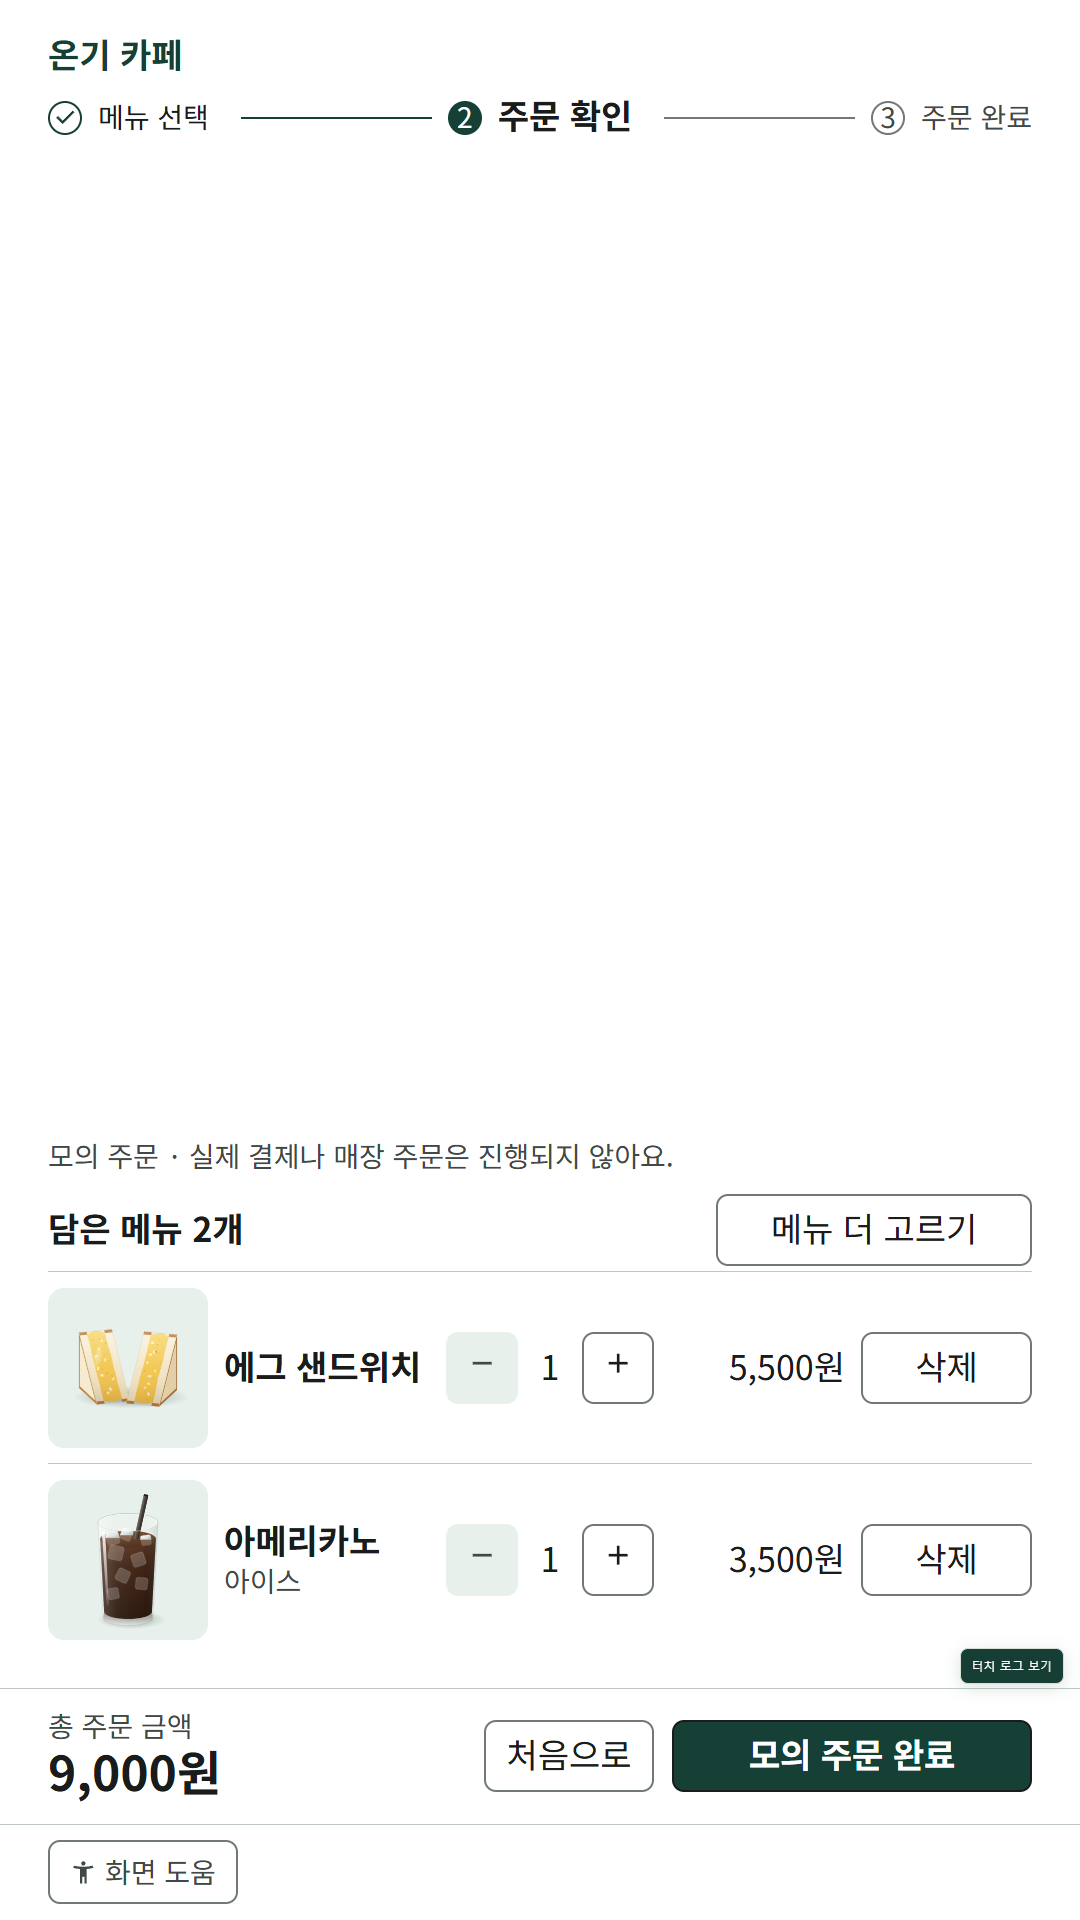 온기 카페
메뉴 선택
2 주문 확인
3 주문 완료
모의 주문 · 실제 결제나 매장 주문은 진행되지 않아요.
담은 메뉴 2개
메뉴 더 고르기
에그 샌드위치
− 1 +
5,500원
삭제
아메리카노
아이스
− 1 +
3,500원
삭제
터치 로그 보기
총 주문 금액
9,000원
처음으로
모의 주문 완료
화면 도움